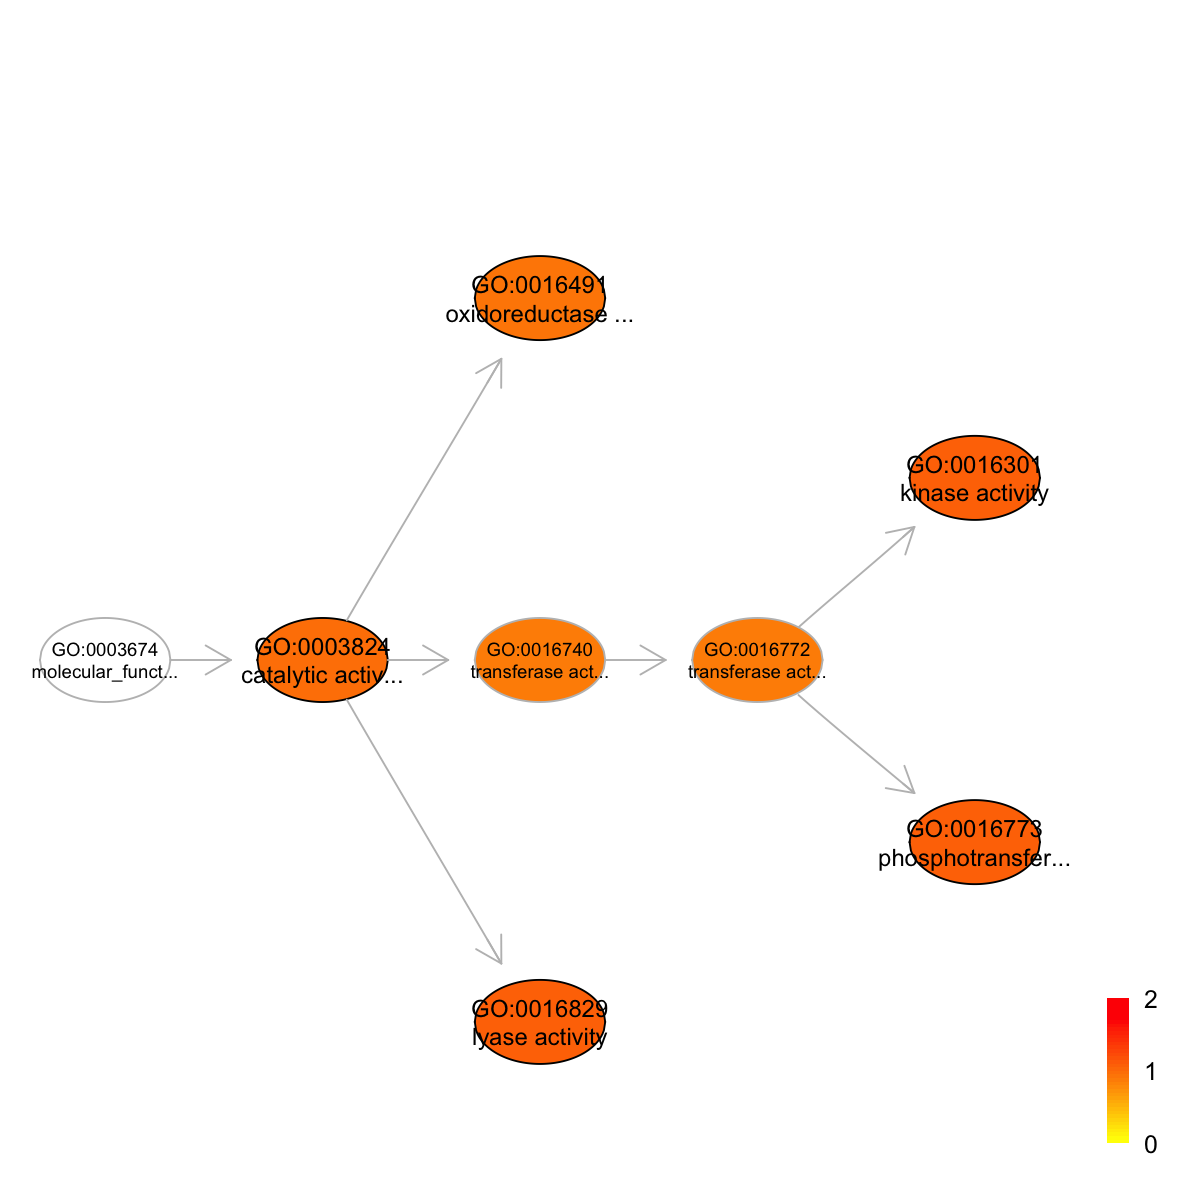 GO:0016491
oxidoreductase ...
GO:0016301
kinase activity
GO:0003674
molecular_funct...
GO:0003824
catalytic activ...
GO:0016740
transferase act...
GO:0016772
transferase act...
GO:0016773
phosphotransfer...
GO:0016829
lyase activity
2
1
0